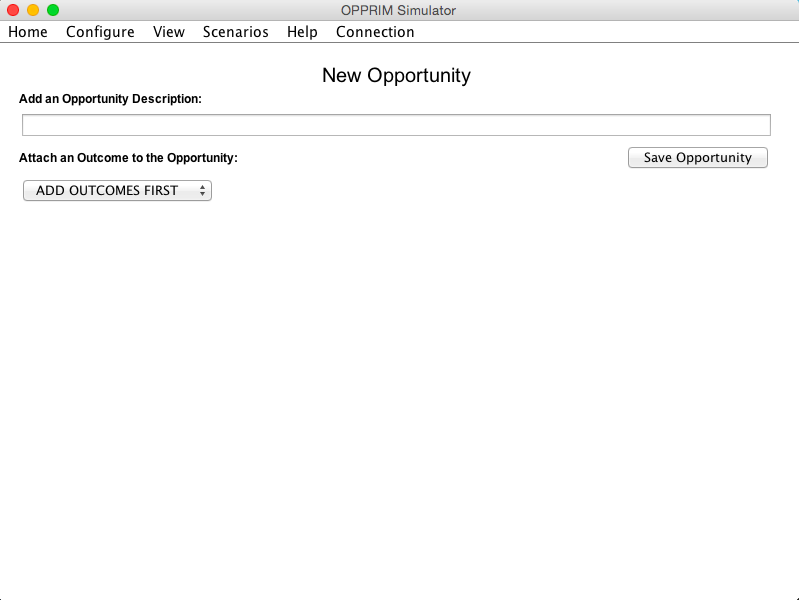 OPPRIM Simulator
Home Configure View Scenarios Help Connection
New Opportunity
Add an Opportunity Description:
Attach an Outcome to the Opportunity:
Save Opportunity
ADD OUTCOMES FIRST